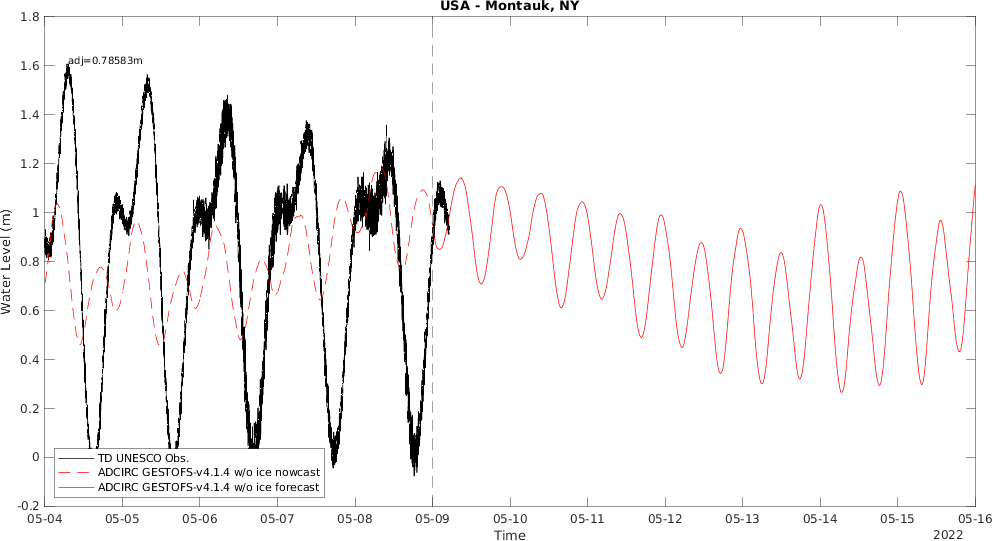 USA - Montauk, NY
adj=0.78583m
1.8
1.6
1.4
1.2
1
0.8
0.6
0.4
0.2
0
-0.2
Water Level (m)
TD UNESCO Obs.
ADCIRC GESTOFS-v4.1.4 w/o ice nowcast
ADCIRC GESTOFS-v4.1.4 w/o ice forecast
05-04 05-05 05-06 05-07 05-08 05-09 05-10 05-11 05-12 05-13 05-14 05-15 05-16
Time
2022